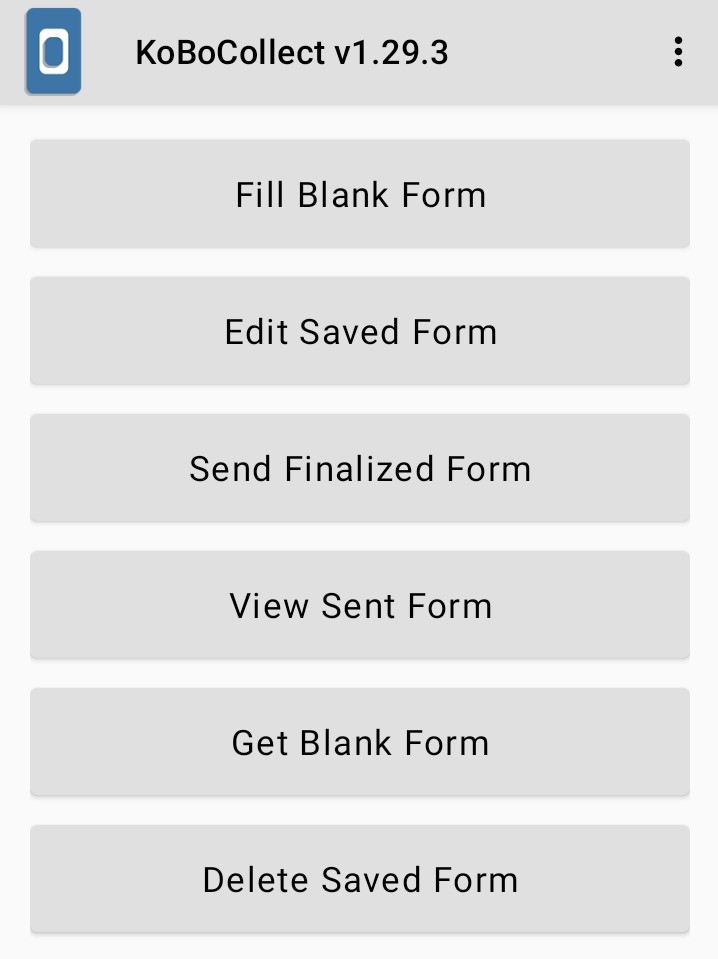 KoBoCollect v1.29.3
Fill Blank Form
Edit Saved Form
Send Finalized Form
View Sent Form
Get Blank Form
Delete Saved Form